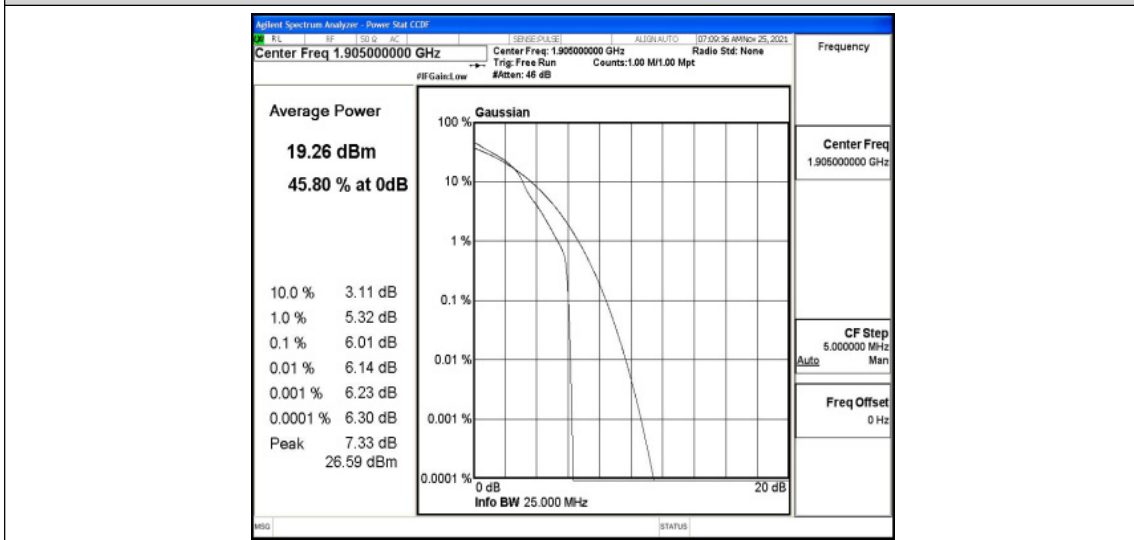 Agilent Spectrum Analyzer - Power Stat CCDF
RL RF 50 Ω AC SENSE:PULSE ALIGN AUTO 07:09:36 AM Nov 25, 2021
Center Freq 1.905000000 GHz
Center Freq: 1.905000000 GHz Radio Std: None
Trig: Free Run Counts:1.00 M/1.00 Mpt
#IFGain:Low #Atten: 46 dB
Frequency
Average Power
19.26 dBm
45.80 % at 0dB
10.0 % 3.11 dB
1.0 % 5.32 dB
0.1 % 6.01 dB
0.01 % 6.14 dB
0.001 % 6.23 dB
0.0001 % 6.30 dB
Peak 7.33 dB
26.59 dBm
Gaussian
100 %
10 %
1 %
0.1 %
0.01 %
0.001 %
0.0001 %
0 dB 20 dB
Info BW 25.000 MHz
Center Freq
1.905000000 GHz
CF Step
5.000000 MHz
Auto Man
Freq Offset
0 Hz
MSG STATUS